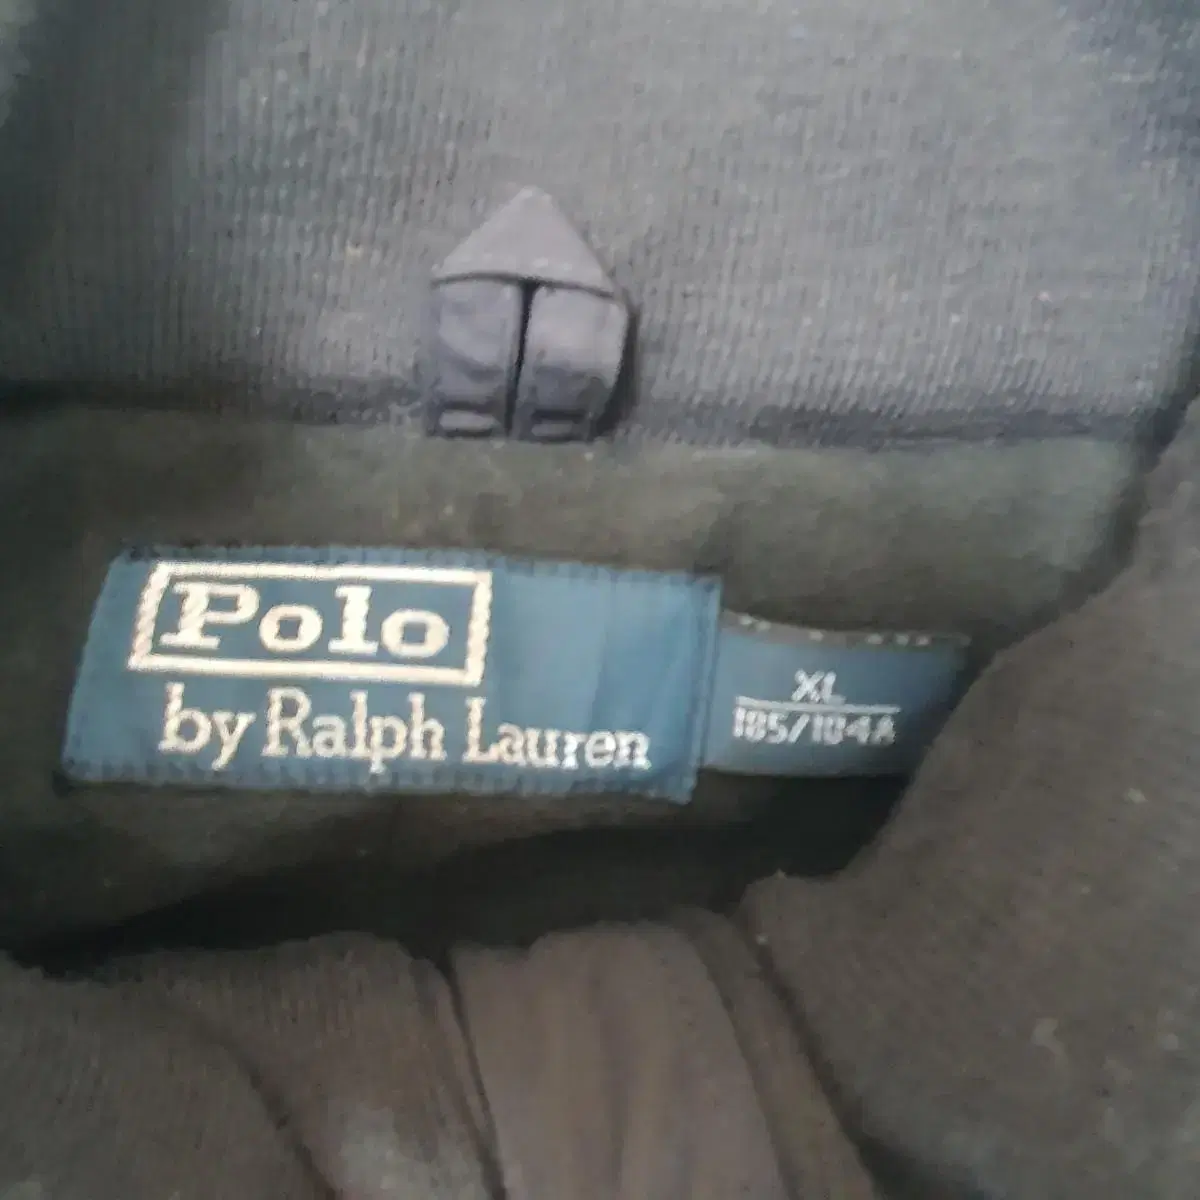 Polo
by Ralph Lauren
XL
185/104A